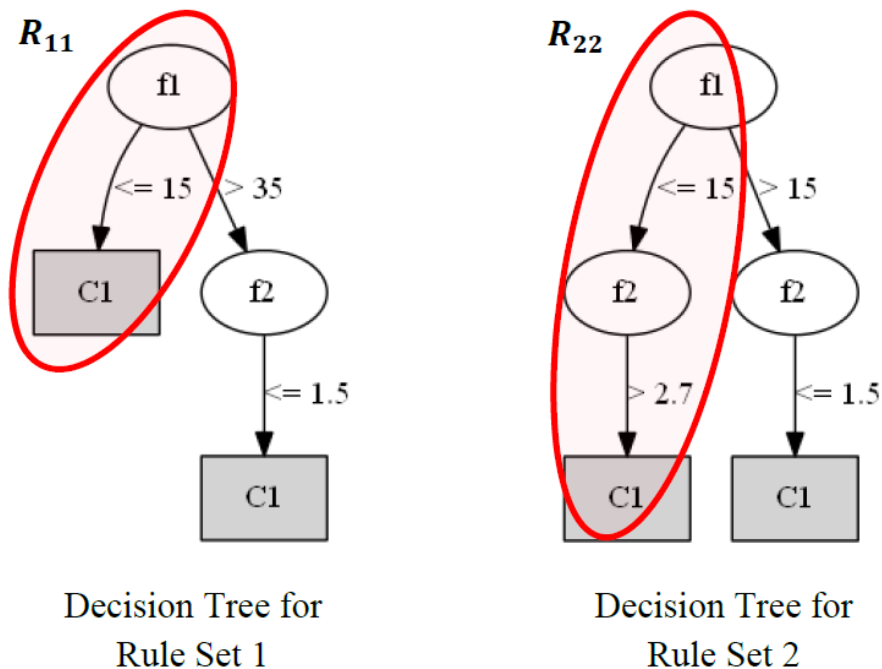 R11
f1
<= 15
> 35
C1
f2
<= 1.5
C1
Decision Tree for
Rule Set 1
R22
f1
<= 15
> 15
f2
f2
> 2.7
<= 1.5
C1
C1
Decision Tree for
Rule Set 2